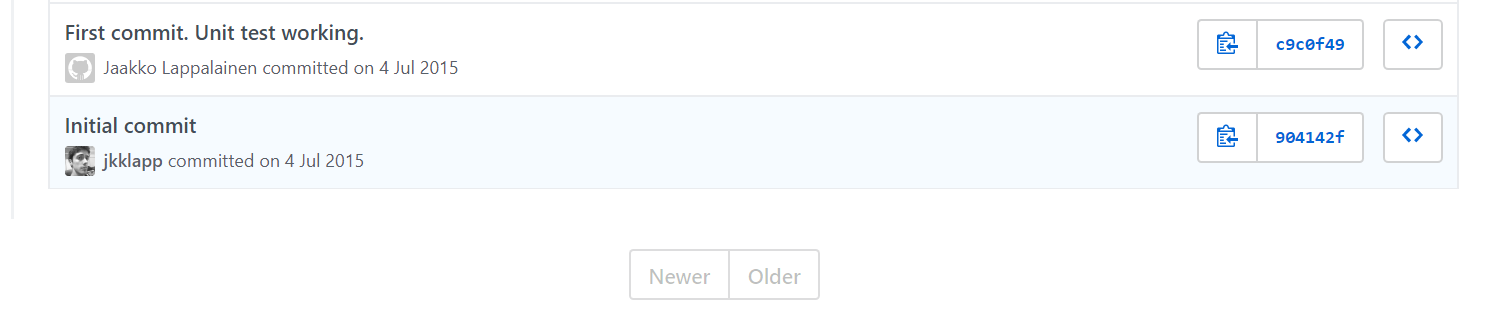 First commit. Unit test working.
c9c0f49
Jaakko Lappalainen committed on 4 Jul 2015
Initial commit
904142f
jkklapp committed on 4 Jul 2015
Newer Older